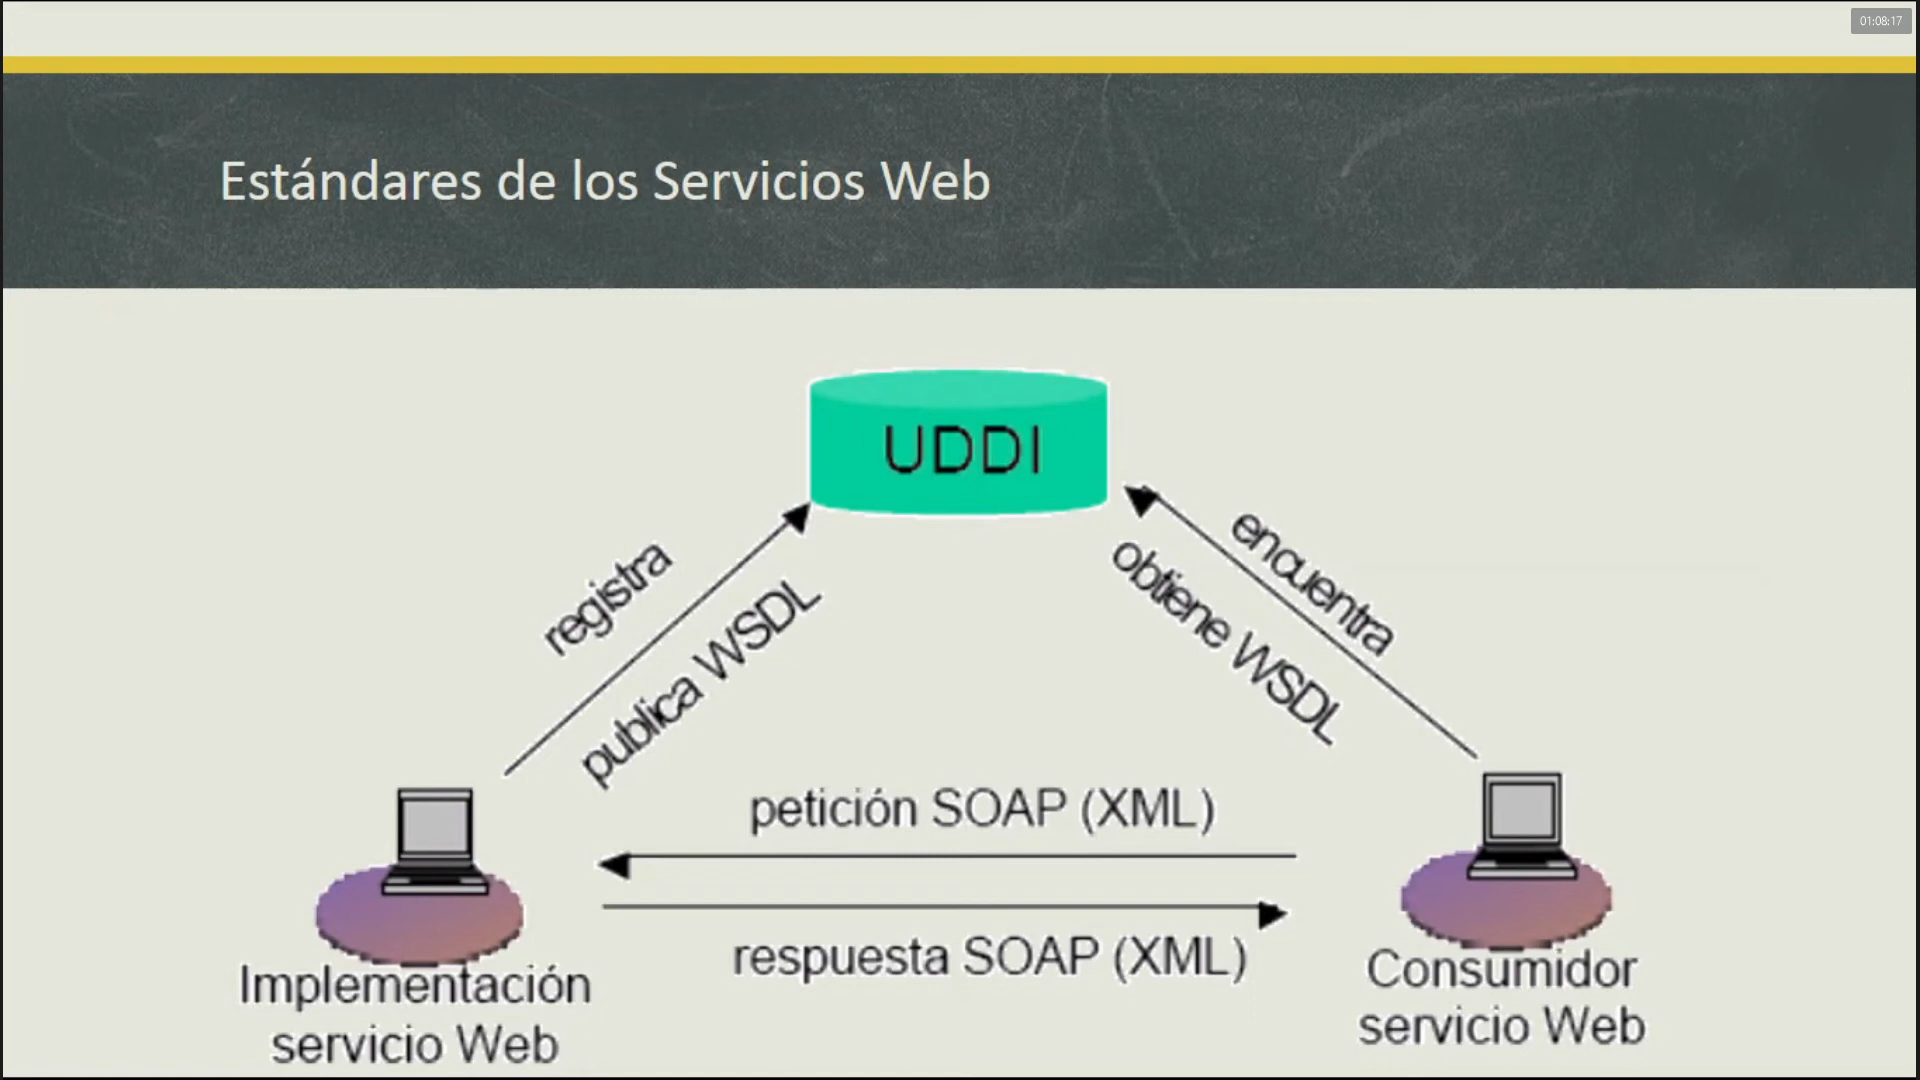 01:08:17
Estándares de los Servicios Web
UDDI
registra
publica WSDL
encuentra
obtiene WSDL
petición SOAP (XML)
respuesta SOAP (XML)
Implementación
servicio Web
Consumidor
servicio Web